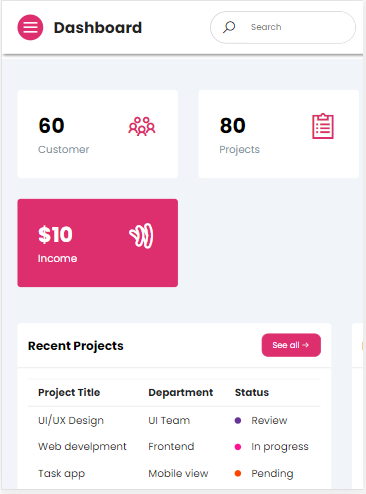 Dashboard
Search
60
Customer
80
Projects
$10
Income
Recent Projects
See all →
Project Title Department Status
UI/UX Design UI Team Review
Web develpment Frontend In progress
Task app Mobile view Pending